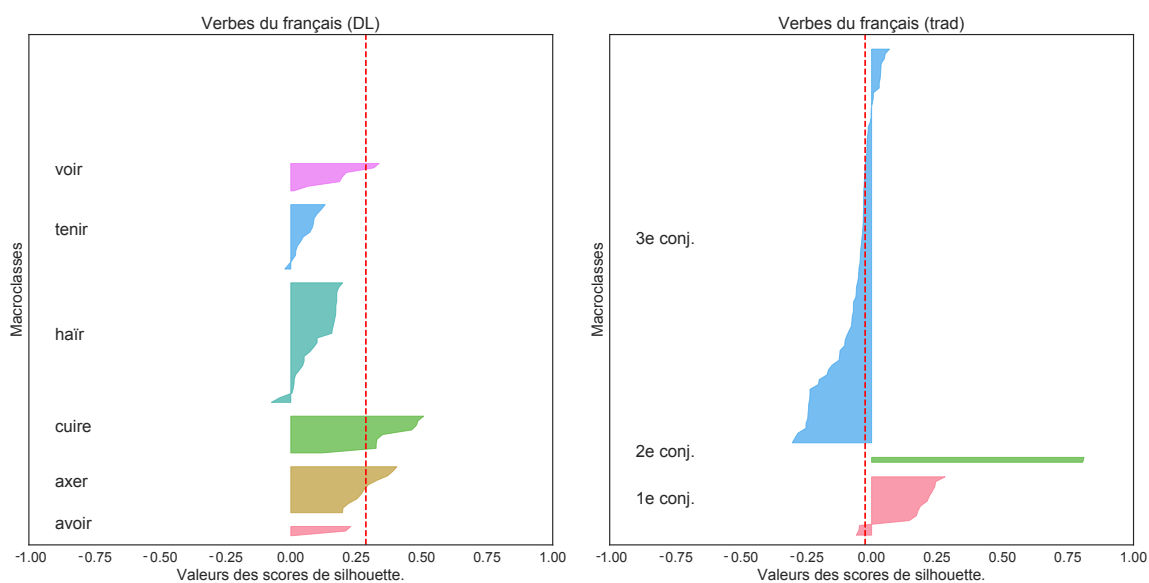 Verbes du français (DL)
Macroclasses
voir
tenir
haïr
cuire
axer
avoir
-1.00 -0.75 -0.50 -0.25 0.00 0.25 0.50 0.75 1.00
Valeurs des scores de silhouette.
Verbes du français (trad)
Macroclasses
3e conj.
2e conj.
1e conj.
-1.00 -0.75 -0.50 -0.25 0.00 0.25 0.50 0.75 1.00
Valeurs des scores de silhouette.